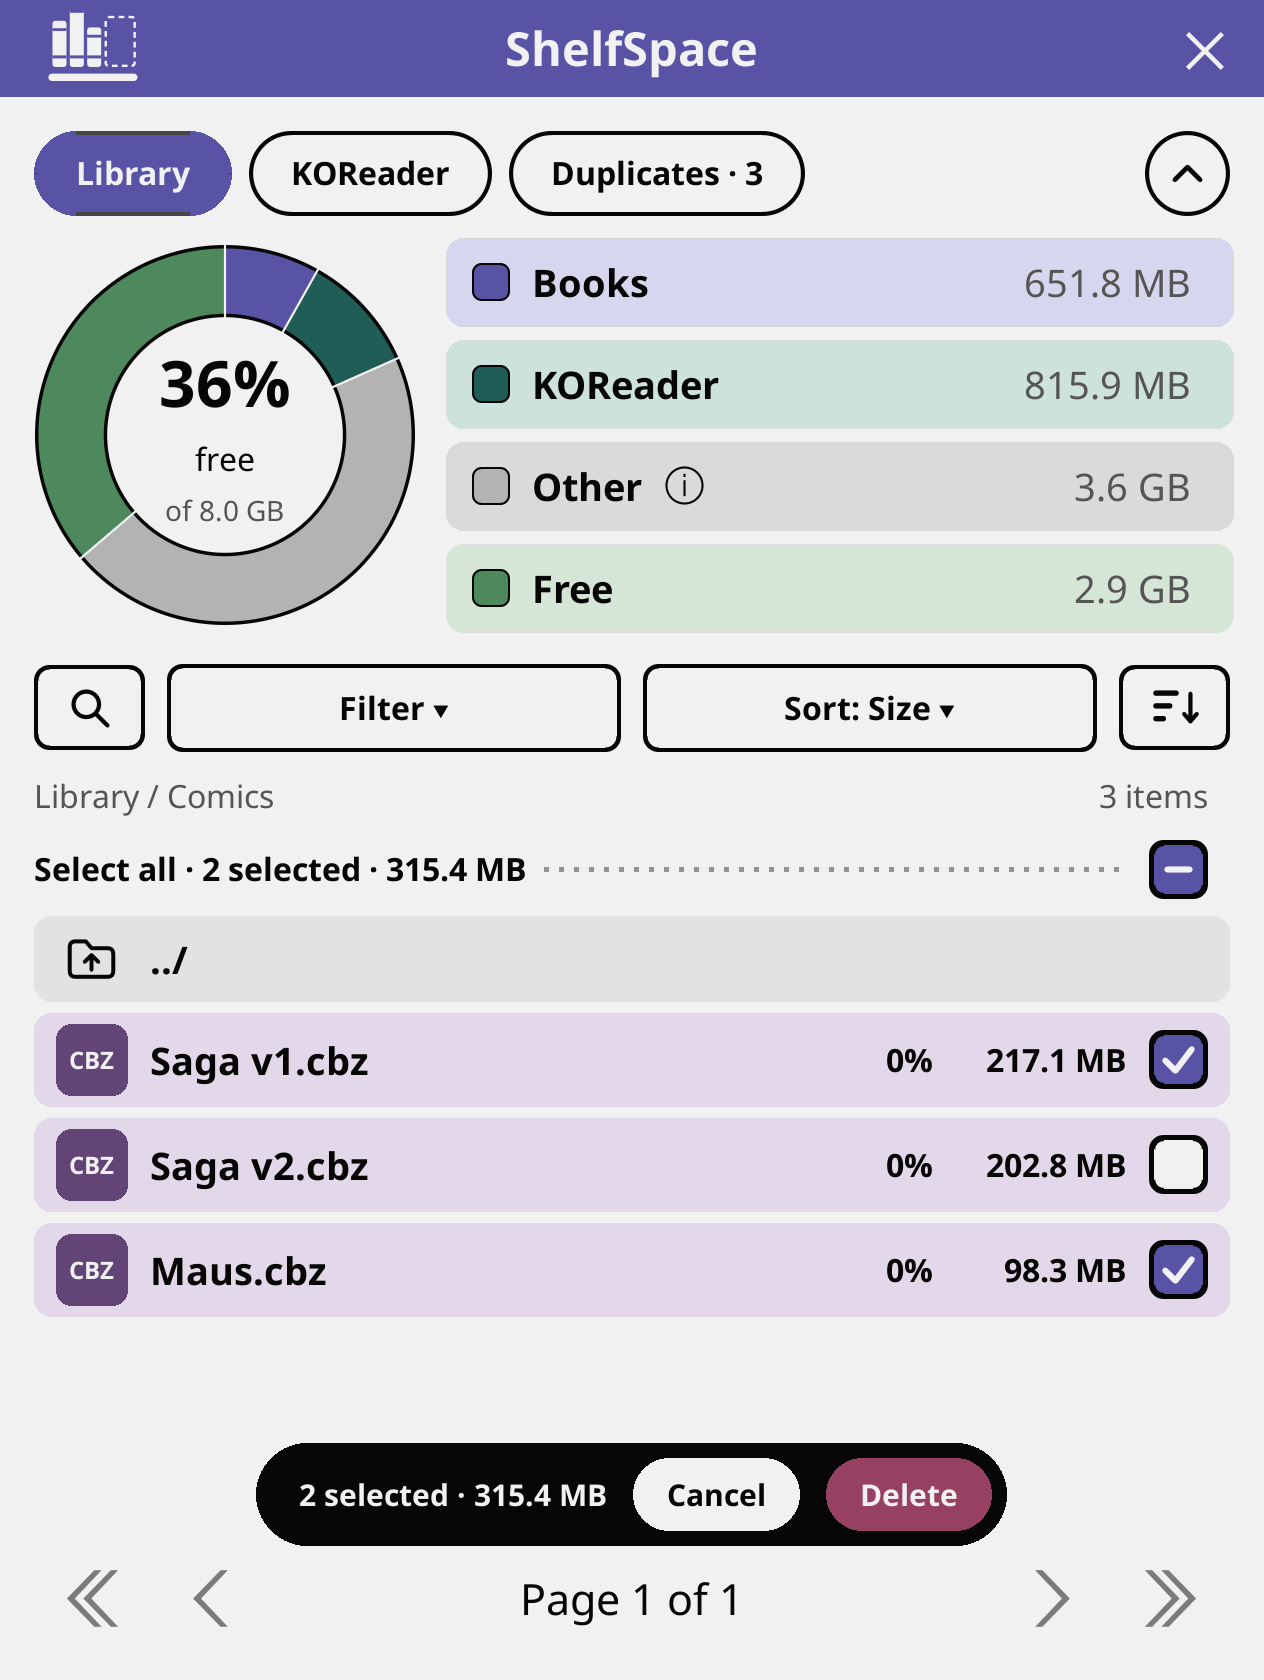 ShelfSpace
Library
KOReader
Duplicates · 3
36%
free
of 8.0 GB
Books 651.8 MB
KOReader 815.9 MB
Other ⓘ 3.6 GB
Free 2.9 GB
Filter ▾
Sort: Size ▾
Library / Comics 3 items
Select all · 2 selected · 315.4 MB
../
CBZ Saga v1.cbz 0% 217.1 MB
CBZ Saga v2.cbz 0% 202.8 MB
CBZ Maus.cbz 0% 98.3 MB
2 selected · 315.4 MB Cancel Delete
Page 1 of 1